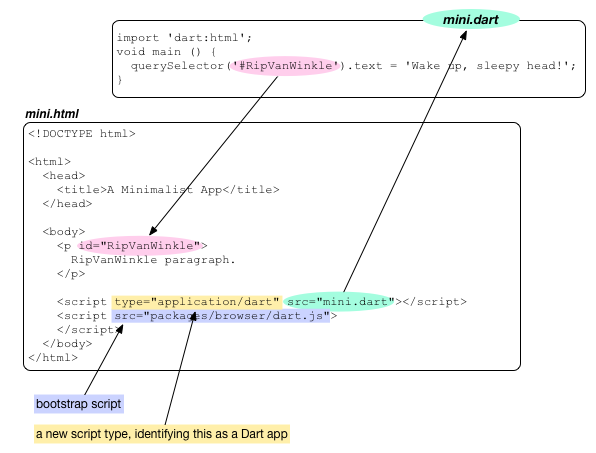 mini.dart
import 'dart:html';
void main () {
  querySelector('#RipVanWinkle').text = 'Wake up, sleepy head!';
}
mini.html
<!DOCTYPE html>
<html>
  <head>
    <title>A Minimalist App</title>
  </head>
  <body>
    <p id="RipVanWinkle">
      RipVanWinkle paragraph.
    </p>
    <script type="application/dart" src="mini.dart"></script>
    <script src="packages/browser/dart.js">
    </script>
  </body>
</html>
bootstrap script
a new script type, identifying this as a Dart app